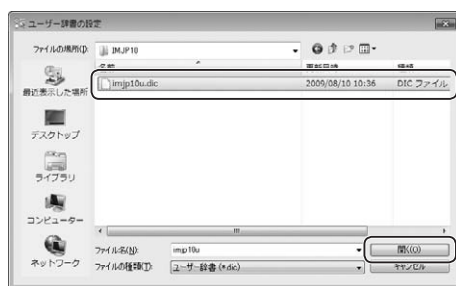 ユーザー辞書の設定
ファイルの場所(I):
IMJP10
名前
更新日時
種類
imjp10u.dic
2009/08/10 10:36
DIC ファイル
最近表示した場所
デスクトップ
ライブラリ
コンピューター
ネットワーク
ファイル名(N):
imjp10u
開く(O)
ファイルの種類(T):
ユーザー辞書 (*.dic)
キャンセル